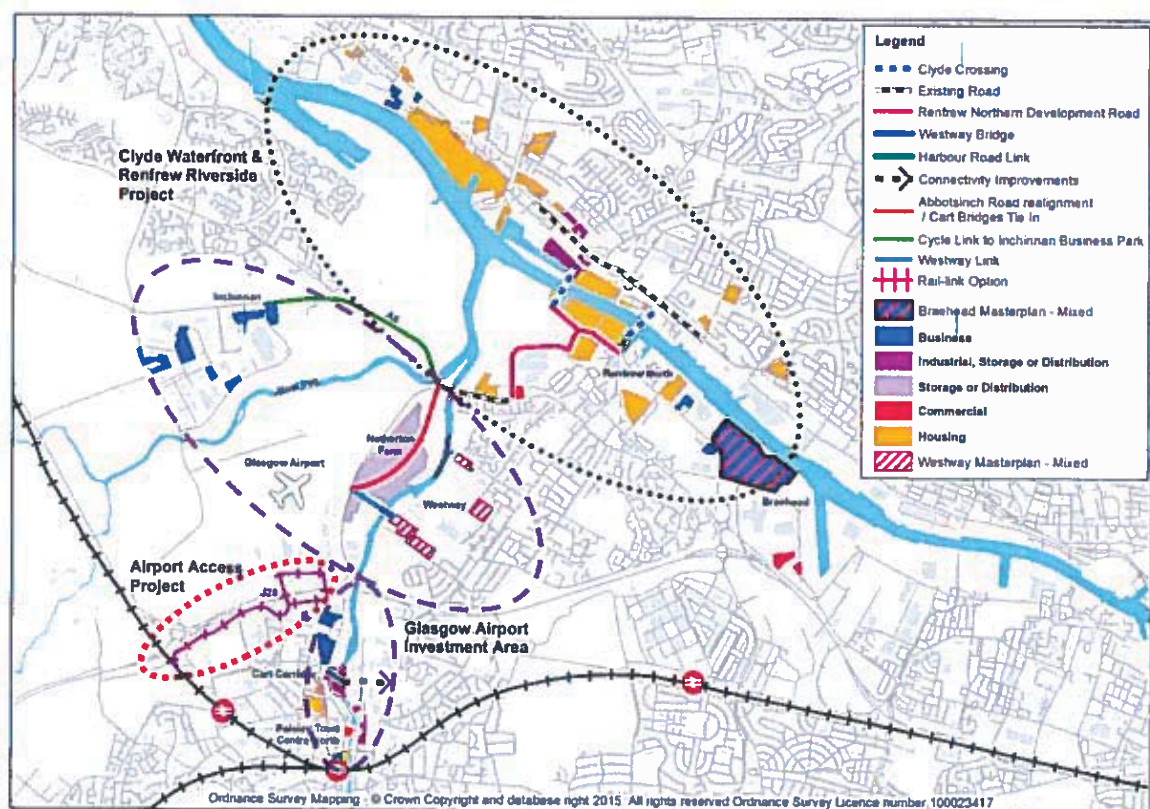 Clyde Waterfront &
Renfrew Riverside
Project
Inchinnan
A8
Glasgow Airport
Netherton
Farm
Westway
Renfrew North
Braehead
Airport Access
Project
J28
Glasgow Airport
Investment Area
Cart Corridor
Town
Centre North
Legend
Clyde Crossing
Existing Road
Renfrew Northern Development Road
Westway Bridge
Harbour Road Link
Connectivity Improvements
Abbotsinch Road realignment
/ Cart Bridges Tie In
Cycle Link to Inchinnan Business Park
Westway Link
Rail-link Option
Braehead Masterplan - Mixed
Business
Industrial, Storage or Distribution
Storage or Distribution
Commercial
Housing
Westway Masterplan - Mixed
Ordnance Survey Mapping © Crown Copyright and database right 2015 All rights reserved Ordnance Survey Licence number 100023417